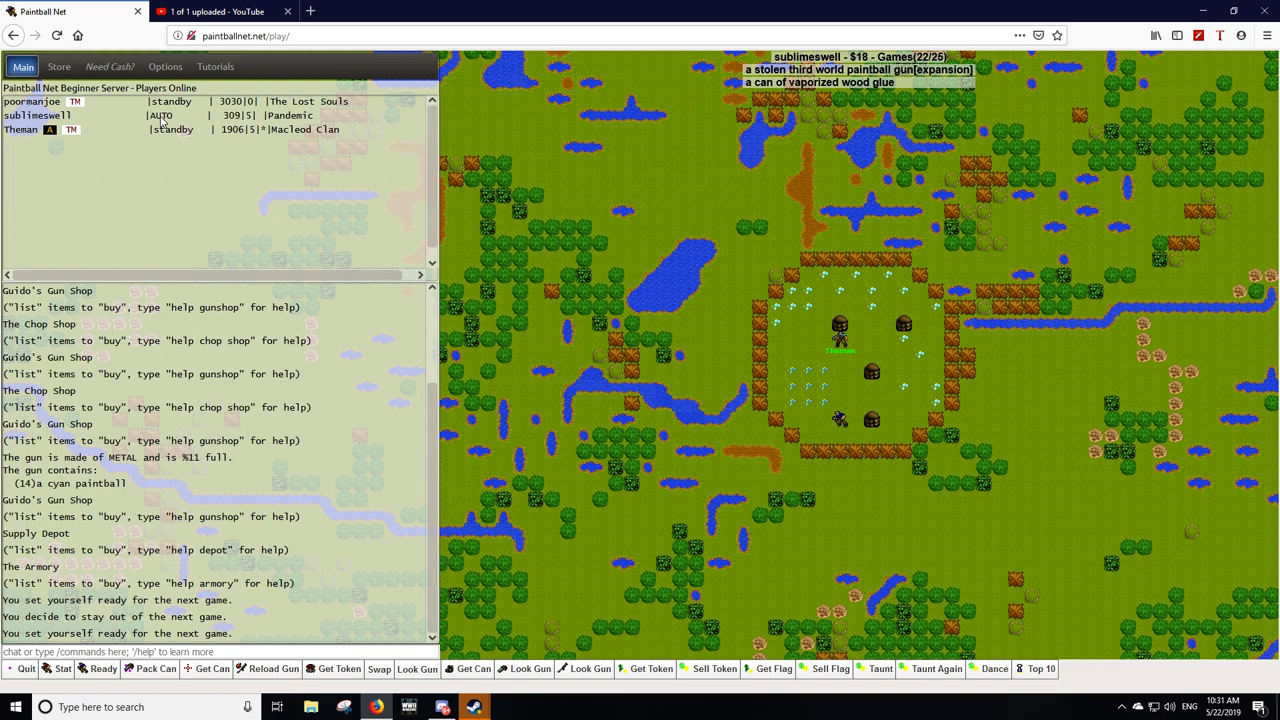 Paintball Net
1 of 1 uploaded - YouTube
paintballnet.net/play/
Main Store Need Cash? Options Tutorials
Paintball Net Beginner Server - Players Online
poormanjoe TM |standby | 3030|0| |The Lost Souls
sublimeswell |AUTO | 309|5| |Pandemic
Theman A TM |standby | 1906|5|*|Macleod Clan
sublimeswell - $18 - Games(22/25)
a stolen third world paintball gun[expansion]
a can of vaporized wood glue
Theman
Guido's Gun Shop
("list" items to "buy", type "help gunshop" for help)
The Chop Shop
("list" items to "buy", type "help chop shop" for help)
Guido's Gun Shop
("list" items to "buy", type "help gunshop" for help)
The Chop Shop
("list" items to "buy", type "help chop shop" for help)
Guido's Gun Shop
("list" items to "buy", type "help gunshop" for help)
The gun is made of METAL and is %11 full.
The gun contains:
(14)a cyan paintball
Guido's Gun Shop
("list" items to "buy", type "help gunshop" for help)
Supply Depot
("list" items to "buy", type "help depot" for help)
The Armory
("list" items to "buy", type "help armory" for help)
You set yourself ready for the next game.
You decide to stay out of the next game.
You set yourself ready for the next game.
chat or type /commands here; '/help' to learn more
Quit Stat Ready Pack Can Get Can Reload Gun Get Token Swap Look Gun Get Can Look Gun Look Gun Get Token Sell Token Get Flag Sell Flag Taunt Taunt Again Dance Top 10
Type here to search
ENG
10:31 AM
5/22/2019